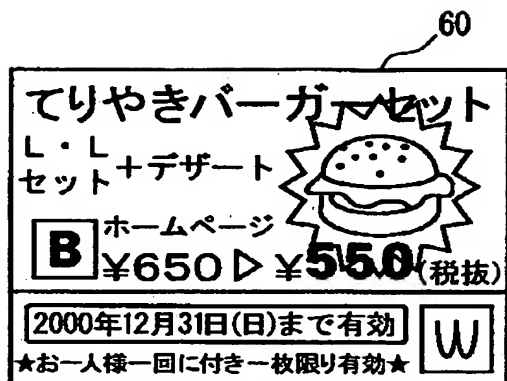 60
てりやきバーガーセット
L・L
セット+デザート
B ホームページ
¥650▷¥550(税抜)
2000年12月31日(日)まで有効 W
★お一人様一回に付き一枚限り有効★